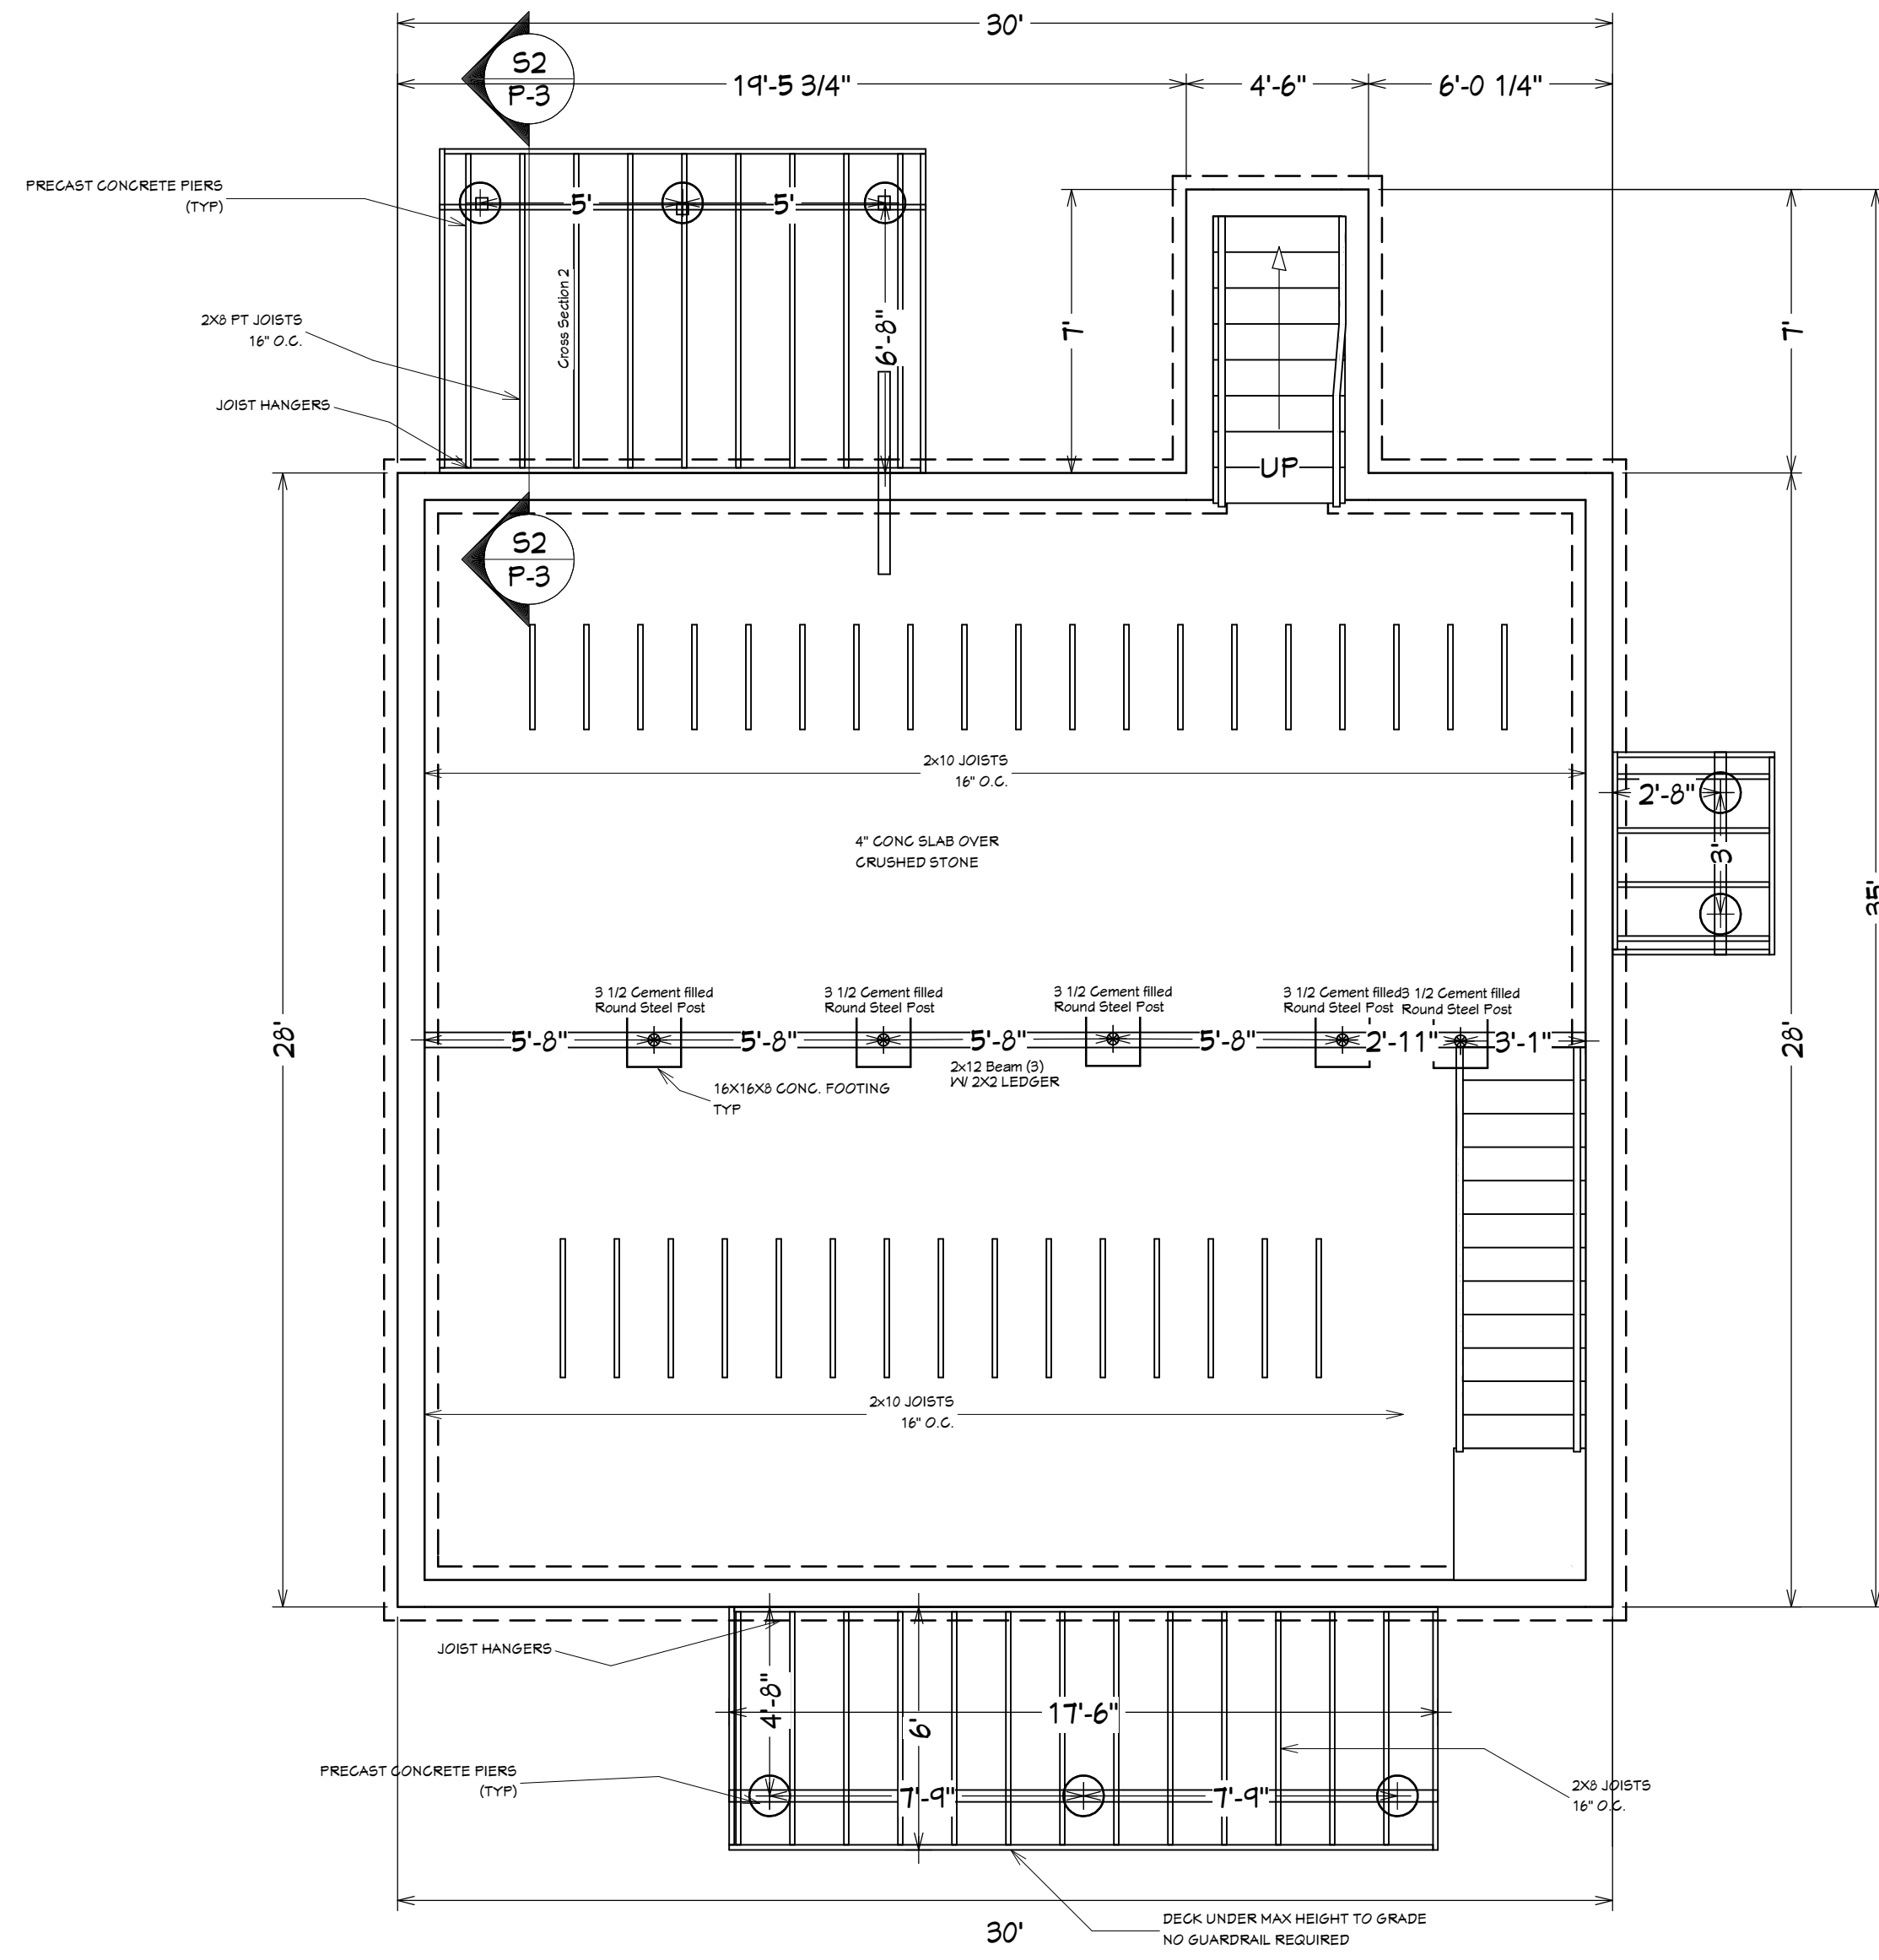 30'
S2
P-3
19'-5 3/4"
4'-6"
6'-0 1/4"
PRECAST CONCRETE PIERS
(TYP)
5'
5'
2X8 PT JOISTS
16" O.C.
Cross Section 2
6'-8"
7'
7'
JOIST HANGERS
UP
S2
P-3
2x10 JOISTS
16" O.C.
2'-8"
4" CONC SLAB OVER
CRUSHED STONE
3'
35'
3 1/2 Cement filled
Round Steel Post
3 1/2 Cement filled
Round Steel Post
3 1/2 Cement filled
Round Steel Post
3 1/2 Cement filled
Round Steel Post
3 1/2 Cement filled
Round Steel Post
28'
5'-8"
5'-8"
5'-8"
5'-8"
2'-11"
3'-1"
28'
2x12 Beam (3)
W/ 2X2 LEDGER
16X16X8 CONC. FOOTING
TYP
2x10 JOISTS
16" O.C.
JOIST HANGERS
4'-8"
6'
17'-6"
PRECAST CONCRETE PIERS
(TYP)
7'-9"
7'-9"
2X8 JOISTS
16" O.C.
30'
DECK UNDER MAX HEIGHT TO GRADE
NO GUARDRAIL REQUIRED